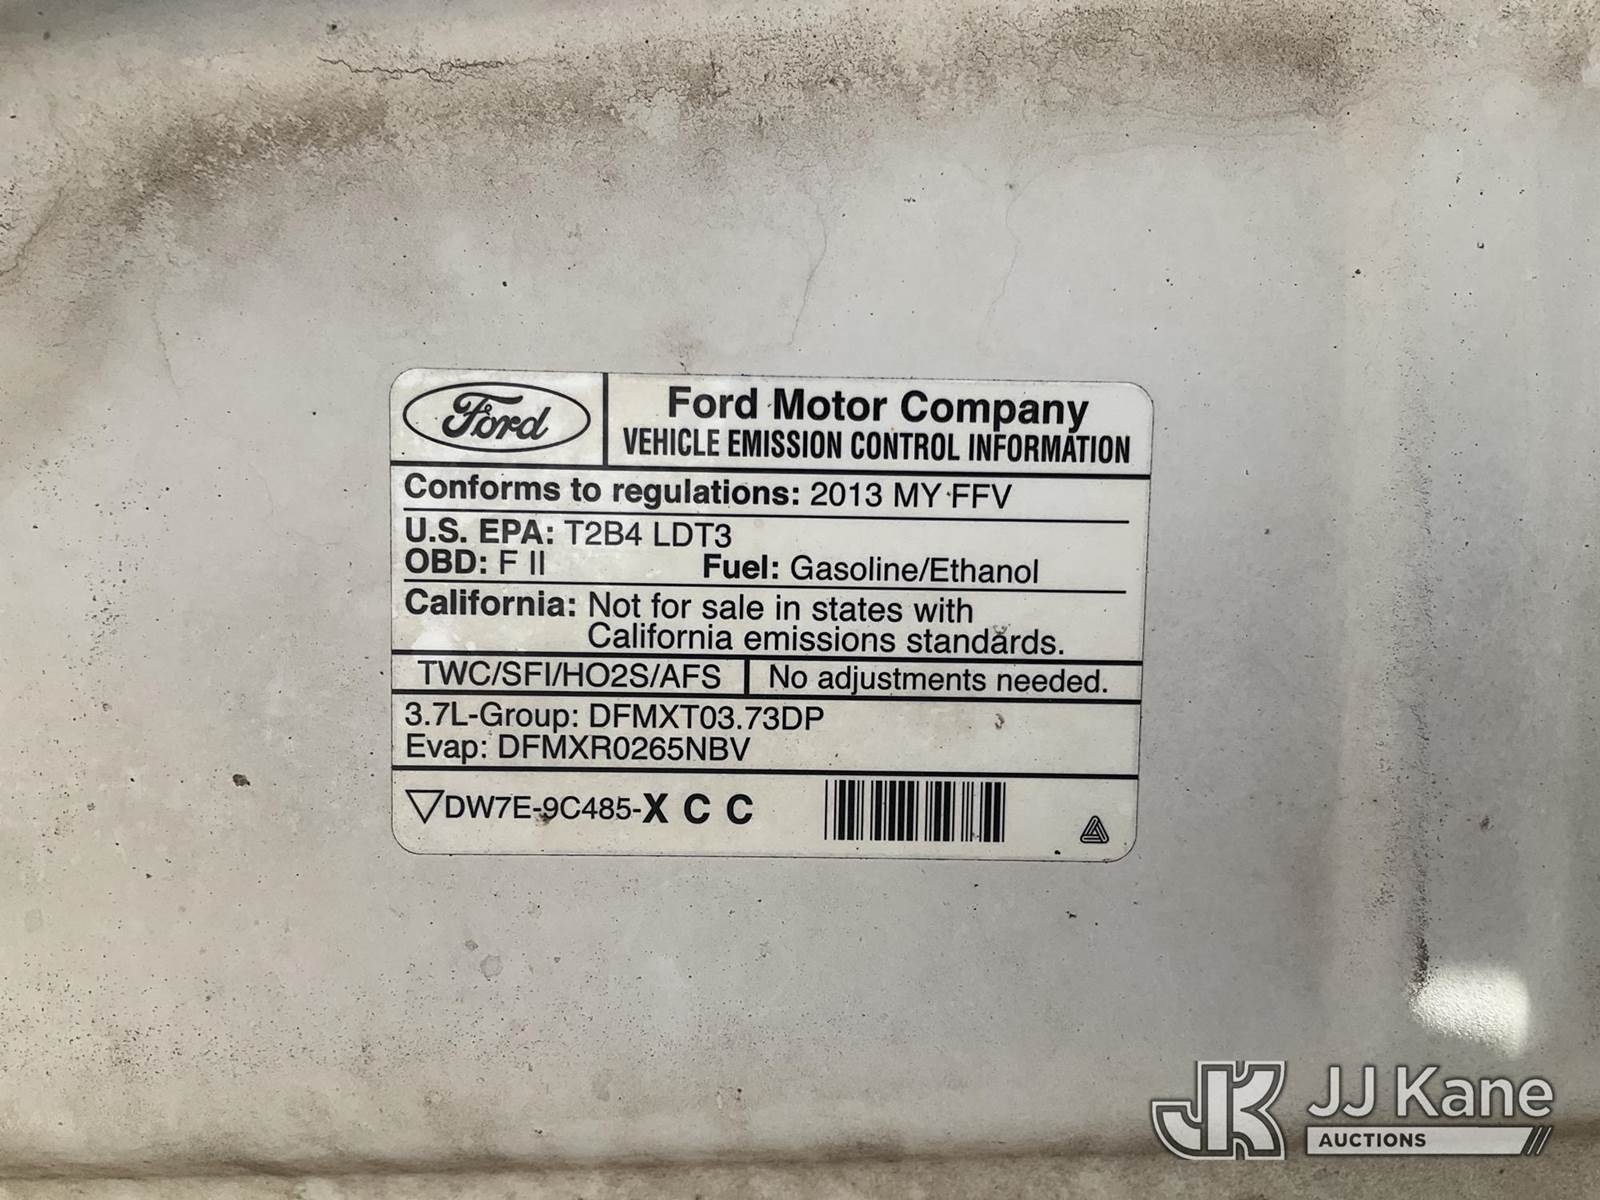 Ford
Ford Motor Company
VEHICLE EMISSION CONTROL INFORMATION
Conforms to regulations: 2013 MY FFV
U.S. EPA: T2B4 LDT3
OBD: F II Fuel: Gasoline/Ethanol
California: Not for sale in states with
California emissions standards.
TWC/SFI/HO2S/AFS No adjustments needed.
3.7L-Group: DFMXT03.73DP
Evap: DFMXR0265NBV
DW7E-9C485-X C C
JK JJ Kane
AUCTIONS